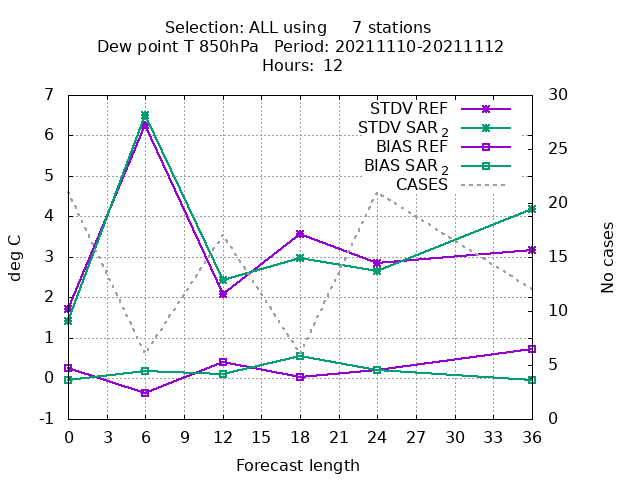 Selection: ALL using     7 stations
Dew point T 850hPa   Period: 20211110-20211112
Hours:  12
STDV REF
STDV SAR 2
BIAS REF
BIAS SAR 2
CASES
7
6
5
4
3
2
1
0
-1
deg C
30
25
20
15
10
5
0
No cases
0 3 6 9 12 15 18 21 24 27 30 33 36
Forecast length